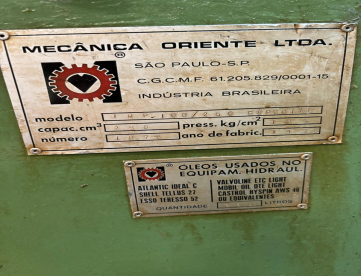 MECÂNICA ORIENTE LTDA.
®
SÃO PAULO-S.P.
C.G.C.M.F. 61.205.829/0001-15
INDÚSTRIA BRASILEIRA
modelo
capac.cm³ press. kg/cm²
número ano de fabric.
® ÓLEOS USADOS NO
EQUIPAM. HIDRAUL.
ATLANTIC IDEAL C
SHELL TELLUS 27
ESSO TERESSO 52
VALVOLINE ETC LIGHT
MOBIL OIL DTE LIGHT
CASTROL HYSPIN AWS 46
OU EQUIVALENTES
QUANTIDADE LITROS